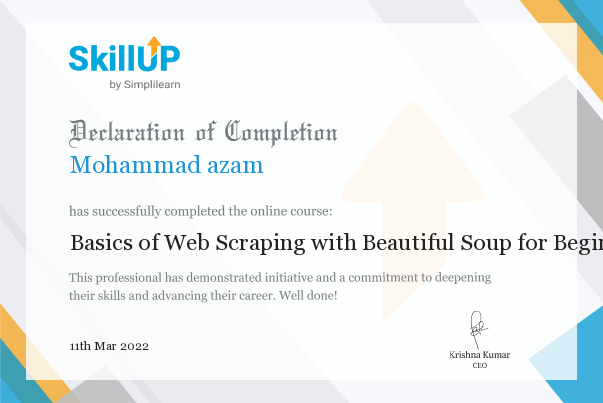 SkillUP
by Simplilearn
Declaration of Completion
Mohammad azam
has successfully completed the online course:
Basics of Web Scraping with Beautiful Soup for Begin
This professional has demonstrated initiative and a commitment to deepening
their skills and advancing their career. Well done!
11th Mar 2022
Krishna Kumar
CEO